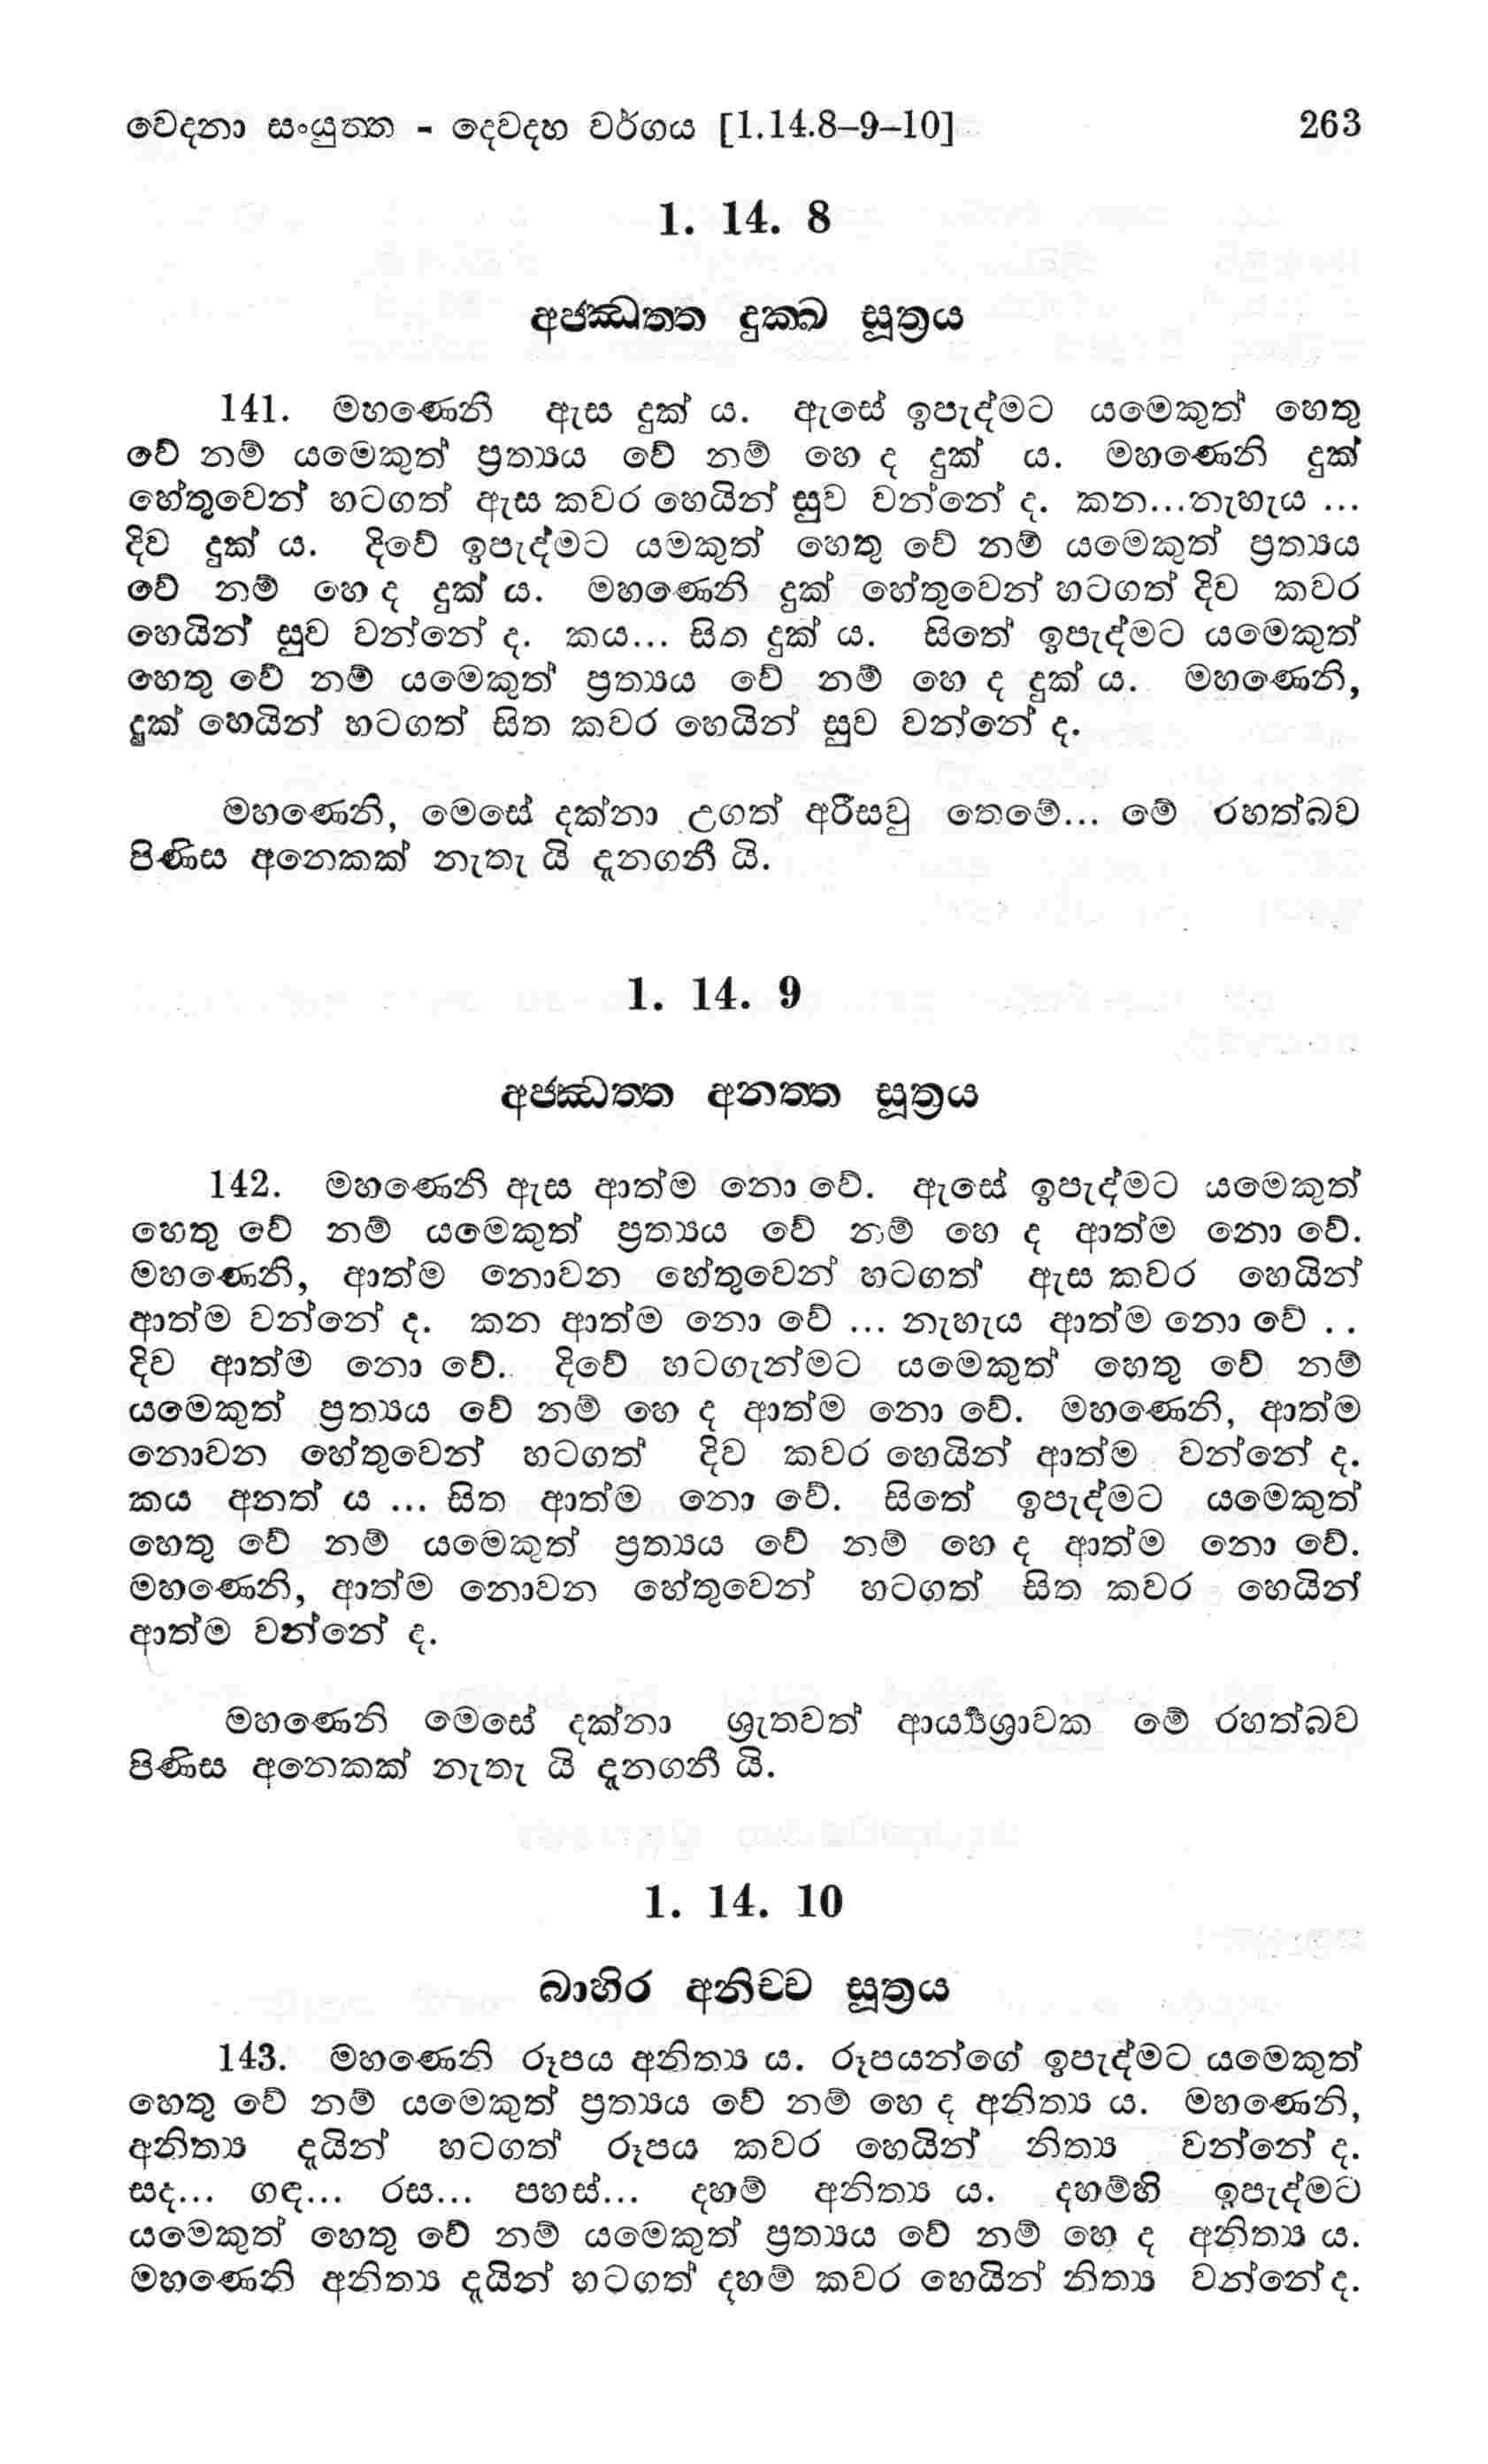 වෙදනා සංයුත්ත - දෙවදහ වර්ගය [1.14.8–9–10] 263
1. 14. 8
අජ්ඣත්ත දුක්ඛ සූත්‍රය
141. මහණෙනි ඇස දුක් ය. ඇසේ ඉපැද්මට යමෙකුත් හෙතු
වේ නම් යමෙකුත් ප්‍රත්‍යය වේ නම් හෙ ද දුක් ය. මහණෙනි දුක්
හේතුවෙන් හටගත් ඇස කවර හෙයින් සුව වන්නේ ද. කන...නැහැය ...
දිව දුක් ය. දිවේ ඉපැද්මට යමකුත් හෙතු වේ නම් යමෙකුත් ප්‍රත්‍යය
වේ නම් හෙ ද දුක් ය. මහණෙනි දුක් හේතුවෙන් හටගත් දිව කවර
හෙයින් සුව වන්නේ ද. කය... සිත දුක් ය. සිතේ ඉපැද්මට යමෙකුත්
හෙතු වේ නම් යමෙකුත් ප්‍රත්‍යය වේ නම් හෙ ද දුක් ය. මහණෙනි,
දුක් හෙයින් හටගත් සිත කවර හෙයින් සුව වන්නේ ද.
මහණෙනි, මෙසේ දක්නා උගත් අරීසවු තෙමේ... මේ රහත්බව
පිණිස අනෙකක් නැතැ යි දැනගනී යි.
1. 14. 9
අජ්ඣත්ත අනත්ත සූත්‍රය
142. මහණෙනි ඇස ආත්ම නො වේ. ඇසේ ඉපැද්මට යමෙකුත්
හෙතු වේ නම් යමෙකුත් ප්‍රත්‍යය වේ නම් හෙ ද ආත්ම නො වේ.
මහණෙනි, ආත්ම නොවන හේතුවෙන් හටගත් ඇස කවර හෙයින්
ආත්ම වන්නේ ද. කන ආත්ම නො වේ ... නැහැය ආත්ම නො වේ . .
දිව ආත්ම නො වේ. දිවේ හටගැන්මට යමෙකුත් හෙතු වේ නම්
යමෙකුත් ප්‍රත්‍යය වේ නම් හෙ ද ආත්ම නො වේ. මහණෙනි, ආත්ම
නොවන හේතුවෙන් හටගත් දිව කවර හෙයින් ආත්ම වන්නේ ද.
කය අනත් ය ... සිත ආත්ම නො වේ. සිතේ ඉපැද්මට යමෙකුත්
හෙතු වේ නම් යමෙකුත් ප්‍රත්‍යය වේ නම් හෙ ද ආත්ම නො වේ.
මහණෙනි, ආත්ම නොවන හේතුවෙන් හටගත් සිත කවර හෙයින්
ආත්ම වන්නේ ද.
මහණෙනි මෙසේ දක්නා ශ්‍රැතවත් ආර්‍ය්‍යශ්‍රාවක මේ රහත්බව
පිණිස අනෙකක් නැතැ යි දැනගනී යි.
1. 14. 10
බාහිර අනිච්ච සූත්‍රය
143. මහණෙනි රූපය අනිත්‍ය ය. රූපයන්ගේ ඉපැද්මට යමෙකුත්
හෙතු වේ නම් යමෙකුත් ප්‍රත්‍යය වේ නම් හෙ ද අනිත්‍ය ය. මහණෙනි,
අනිත්‍ය දැයින් හටගත් රූපය කවර හෙයින් නිත්‍ය වන්නේ ද.
සද... ගඳ... රස... පහස්... දහම් අනිත්‍ය ය. දහම්හි ඉපැද්මට
යමෙකුත් හෙතු වේ නම් යමෙකුත් ප්‍රත්‍යය වේ නම් හෙ ද අනිත්‍ය ය.
මහණෙනි අනිත්‍ය දැයින් හටගත් දහම් කවර හෙයින් නිත්‍ය වන්නේ ද.